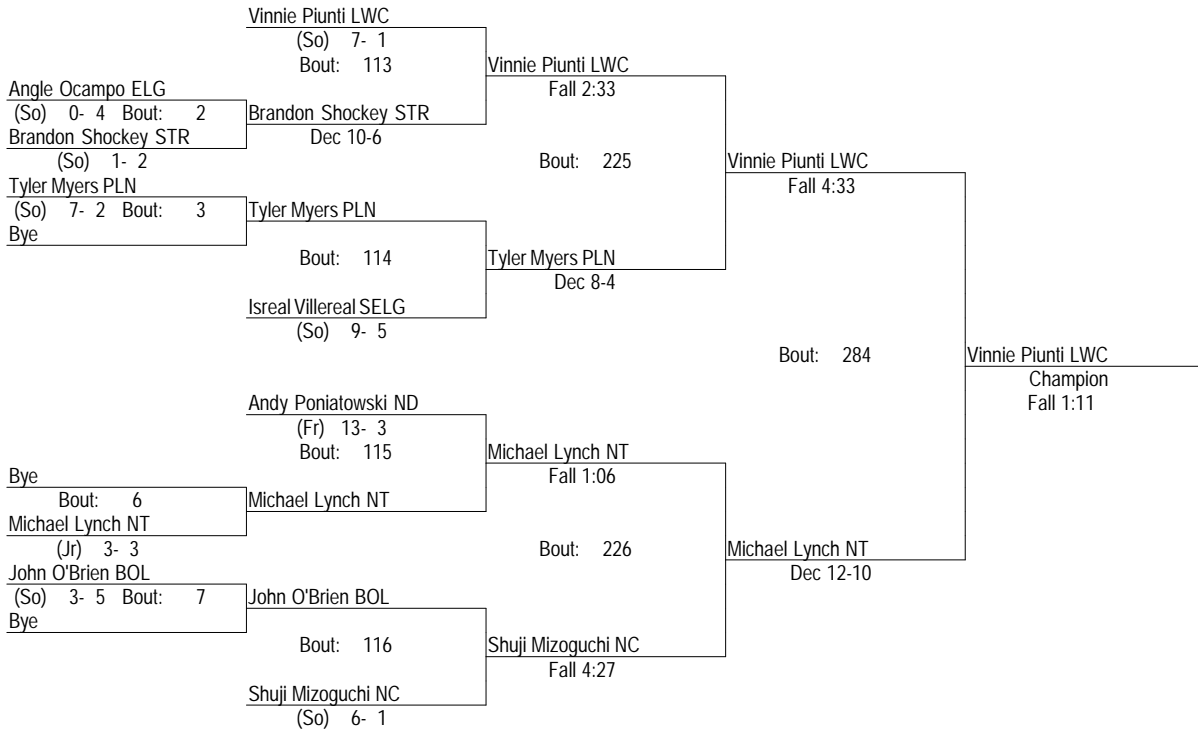 Vinnie Piunti LWC
(So) 7- 1
Bout: 113
Vinnie Piunti LWC
Fall 2:33
Angle Ocampo ELG
(So) 0- 4 Bout: 2
Brandon Shockey STR
Dec 10-6
Brandon Shockey STR
(So) 1- 2
Bout: 225
Vinnie Piunti LWC
Fall 4:33
Tyler Myers PLN
(So) 7- 2 Bout: 3
Tyler Myers PLN
Bye
Bout: 114
Tyler Myers PLN
Dec 8-4
Isreal Villereal SELG
(So) 9- 5
Bout: 284
Vinnie Piunti LWC
Champion
Fall 1:11
Andy Poniatowski ND
(Fr) 13- 3
Bout: 115
Michael Lynch NT
Fall 1:06
Bye
Bout: 6
Michael Lynch NT
Michael Lynch NT
(Jr) 3- 3
Bout: 226
Michael Lynch NT
Dec 12-10
John O'Brien BOL
(So) 3- 5 Bout: 7
John O'Brien BOL
Bye
Bout: 116
Shuji Mizoguchi NC
Fall 4:27
Shuji Mizoguchi NC
(So) 6- 1